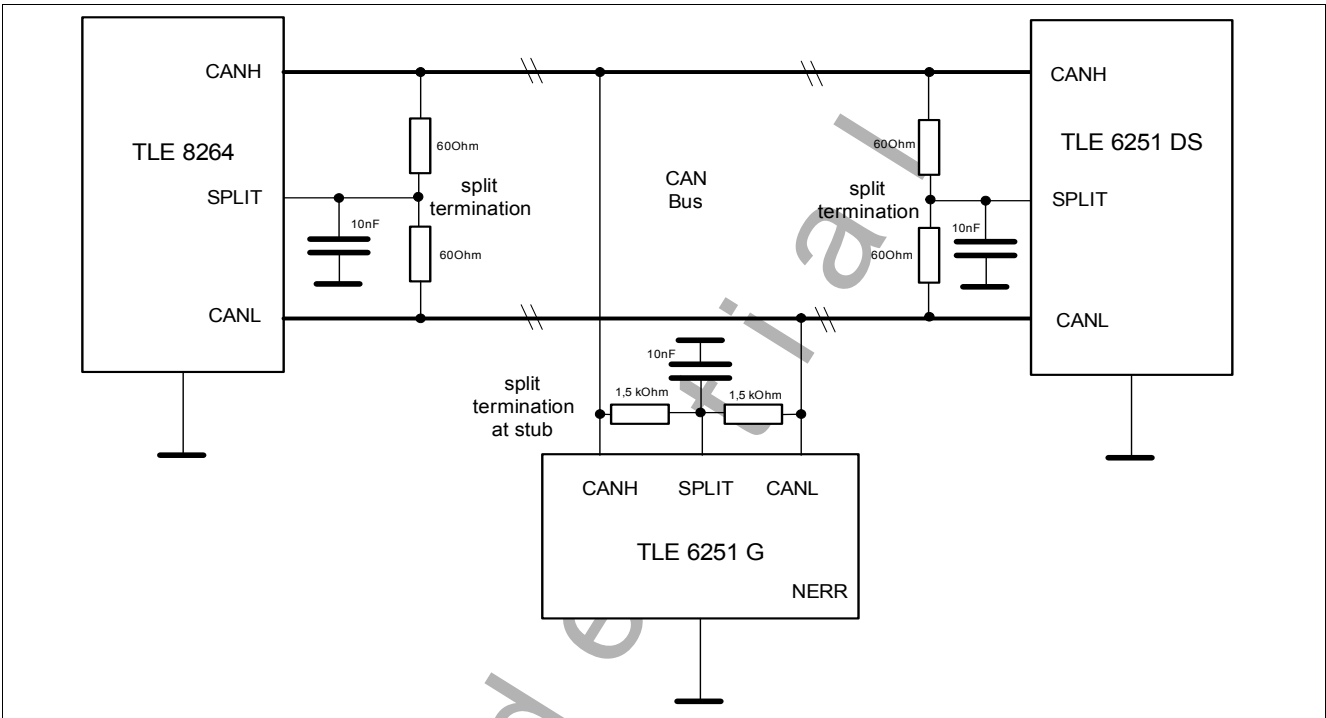 CANH
TLE 8264
SPLIT
CANL
60Ohm
split
termination
10nF
60Ohm
CAN
Bus
60Ohm
split
termination
10nF
60Ohm
CANH
TLE 6251 DS
SPLIT
CANL
10nF
split
termination
at stub
1,5 kOhm
1,5 kOhm
CANH SPLIT CANL
TLE 6251 G
NERR